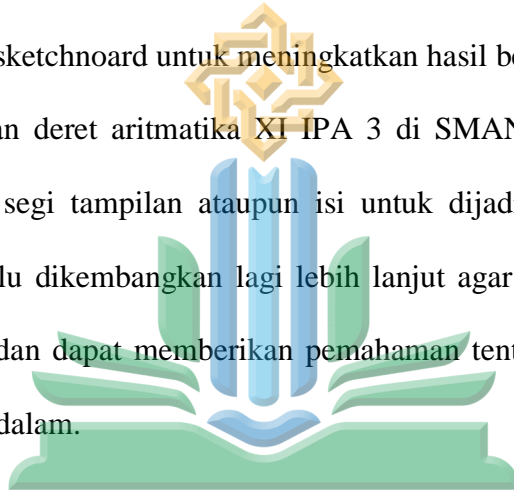 sketchnoard untuk meningkatkan hasil be
an deret aritmatika XI IPA 3 di SMAN
segi tampilan ataupun isi untuk dijad
lu dikembangkan lagi lebih lanjut agar
dan dapat memberikan pemahaman tent
dalam.